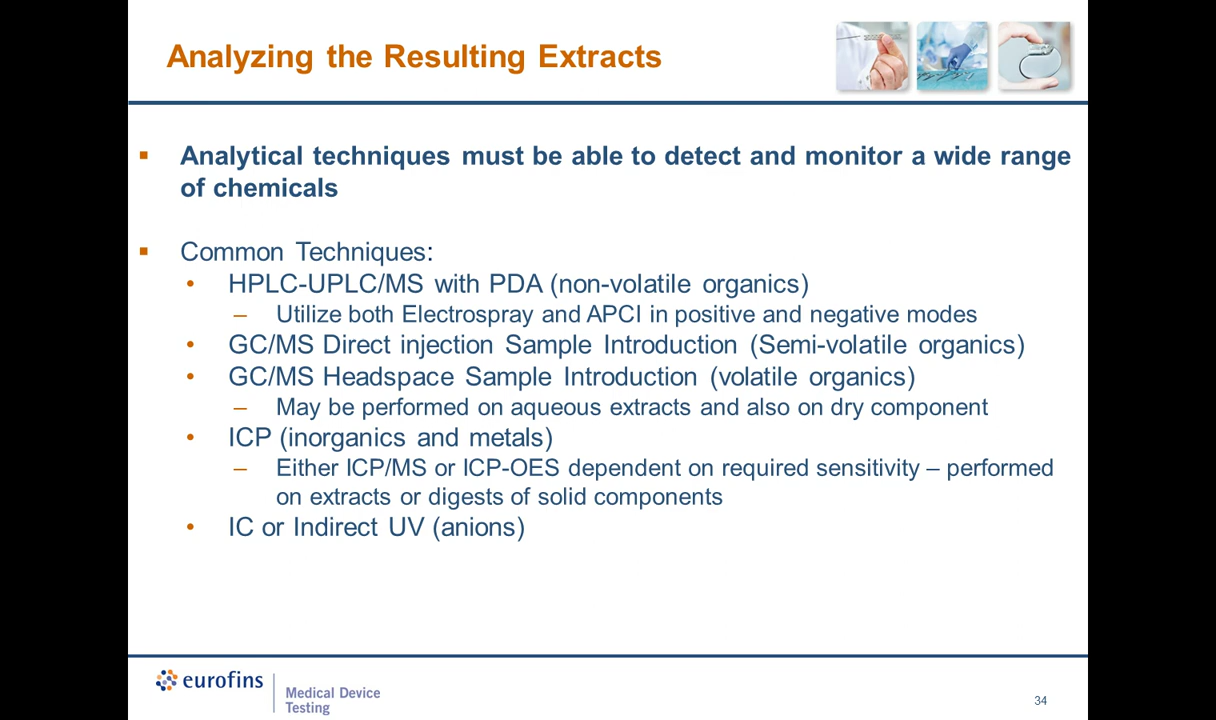 Analyzing the Resulting Extracts
▪ Analytical techniques must be able to detect and monitor a wide range
of chemicals
▪ Common Techniques:
• HPLC-UPLC/MS with PDA (non-volatile organics)
– Utilize both Electrospray and APCI in positive and negative modes
• GC/MS Direct injection Sample Introduction (Semi-volatile organics)
• GC/MS Headspace Sample Introduction (volatile organics)
– May be performed on aqueous extracts and also on dry component
• ICP (inorganics and metals)
– Either ICP/MS or ICP-OES dependent on required sensitivity – performed
on extracts or digests of solid components
• IC or Indirect UV (anions)
eurofins
Medical Device
Testing
34